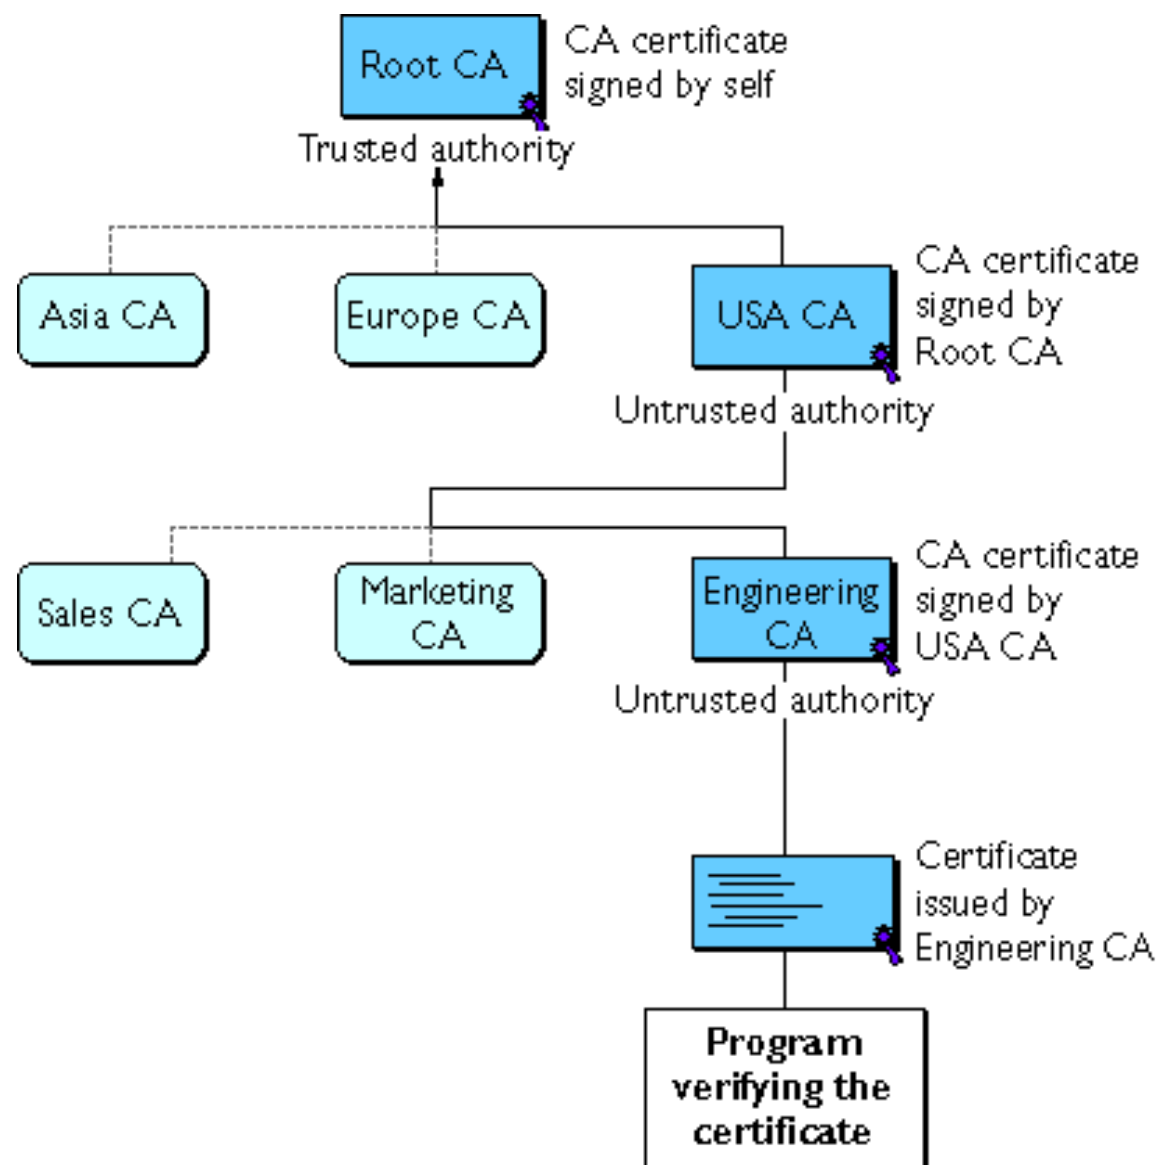 Root CA
CA certificate
signed by self
Trusted authority
Asia CA
Europe CA
USA CA
CA certificate
signed by
Root CA
Untrusted authority
Sales CA
Marketing
CA
Engineering
CA
CA certificate
signed by
USA CA
Untrusted authority
Certificate
issued by
Engineering CA
Program
verifying the
certificate